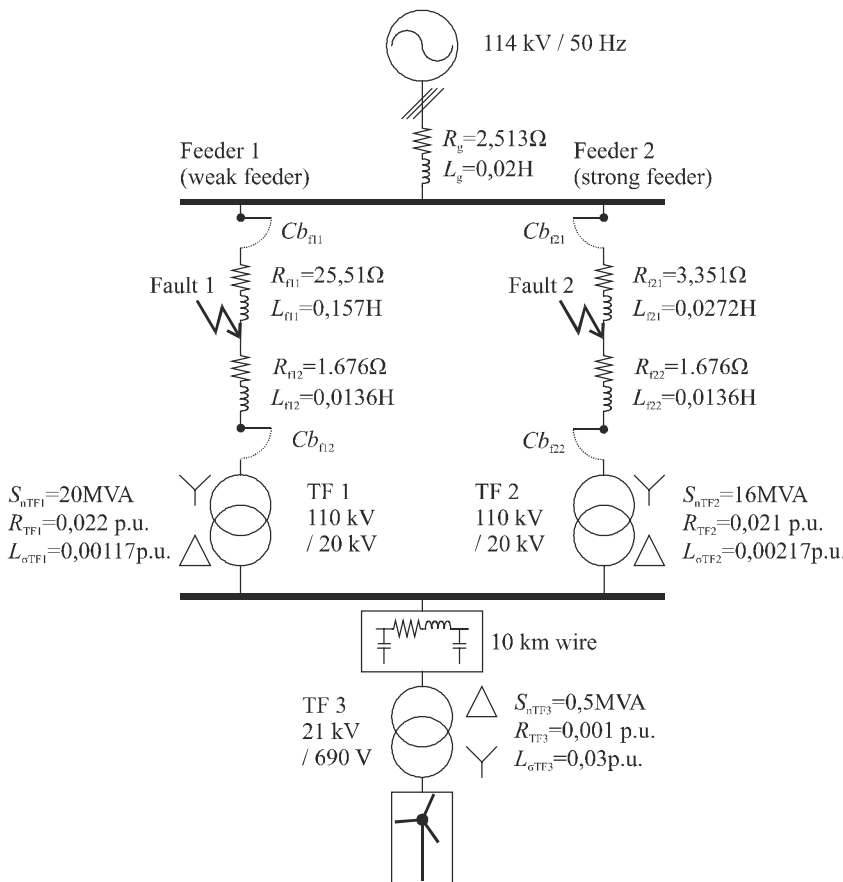 114 kV / 50 Hz
R_g=2,513Ω
L_g=0,02H
Feeder 1
(weak feeder)
Feeder 2
(strong feeder)
Cb_f11
Cb_f21
R_f11=25,51Ω
L_f11=0,157H
Fault 1
R_f21=3,351Ω
L_f21=0,0272H
Fault 2
R_f12=1.676Ω
L_f12=0,0136H
R_f22=1.676Ω
L_f22=0,0136H
Cb_f12
Cb_f22
S_nTF1=20MVA
R_TF1=0,022 p.u.
L_σTF1=0,00117p.u.
TF 1
110 kV
/ 20 kV
TF 2
110 kV
/ 20 kV
S_nTF2=16MVA
R_TF2=0,021 p.u.
L_σTF2=0,00217p.u.
10 km wire
TF 3
21 kV
/ 690 V
S_nTF3=0,5MVA
R_TF3=0,001 p.u.
L_σTF3=0,03p.u.